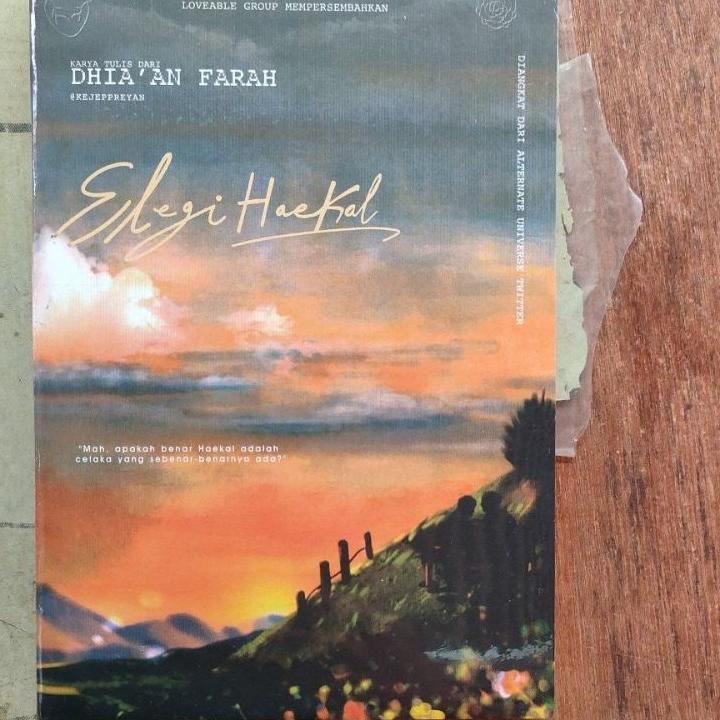 LOVEABLE GROUP MEMPERSEMBAHKAN
KARYA TULIS DARI
DHIA'AN FARAH
@KEJEPPREYAN
DIANGKAT DARI ALTERNATE UNIVERSE TWITTER
Elegi Haekal
"Mah, apakah benar Haekal adalah
celaka yang sebenar-benarnya ada?"